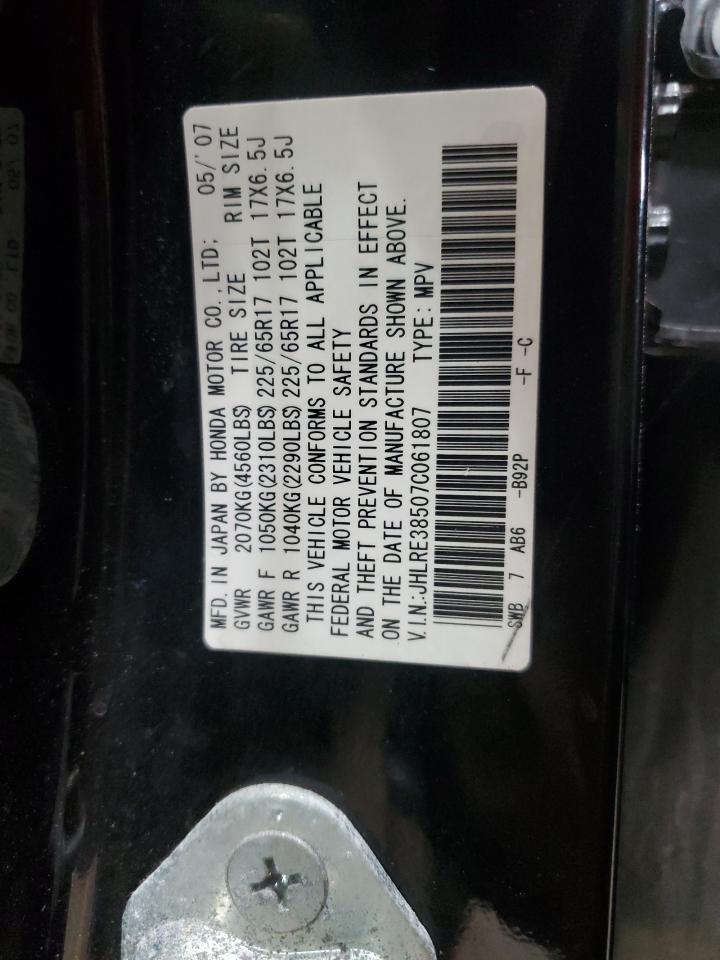 MFD. IN JAPAN BY HONDA MOTOR CO., LTD; 05/'07
GVWR 2070KG(4560LBS) TIRE SIZE RIM SIZE
GAWR F 1050KG(2310LBS) 225/65R17 102T 17X6.5J
GAWR R 1040KG(2290LBS) 225/65R17 102T 17X6.5J
THIS VEHICLE CONFORMS TO ALL APPLICABLE
FEDERAL MOTOR VEHICLE SAFETY
AND THEFT PREVENTION STANDARDS IN EFFECT
ON THE DATE OF MANUFACTURE SHOWN ABOVE.
V.I.N.:JHLRE38507C061807 TYPE: MPV
SWB 7 AB6 -B92P -F -C